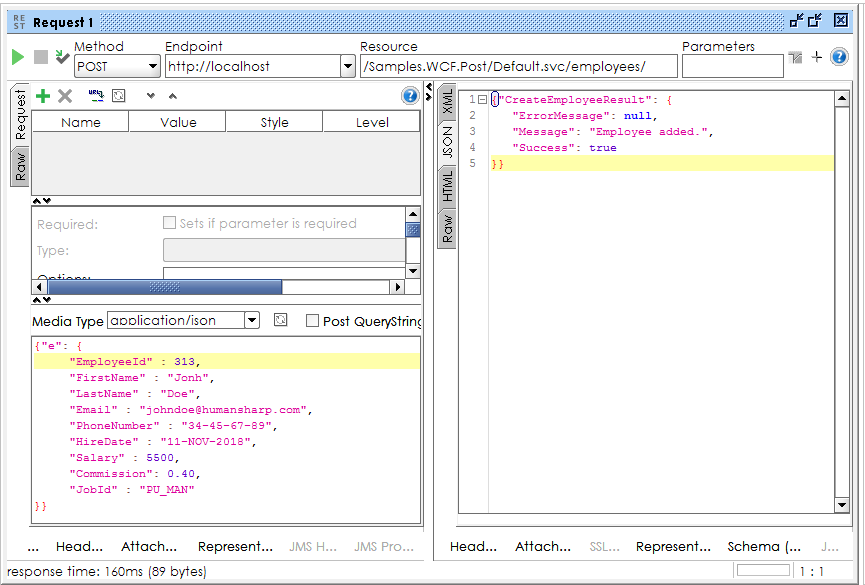 RE
ST
Request 1
Method
Endpoint
Resource
Parameters
POST
http://localhost
/Samples.WCF.Post/Default.svc/employees/
Request
Raw
URL
Name Value Style Level
Required:
Sets if parameter is required
Type:
Options:
Media Type
application/json
Post QueryString
{"e": {
"EmployeeId" : 313,
"FirstName" : "Jonh",
"LastName" : "Doe",
"Email" : "johndoe@humansharp.com",
"PhoneNumber" : "34-45-67-89",
"HireDate" : "11-NOV-2018",
"Salary" : 5500,
"Commission": 0.40,
"JobId" : "PU_MAN"
}}
... Head... Attach... Represent... JMS H... JMS Pro...
XML
JSON
HTML
Raw
1 {"CreateEmployeeResult": {
2 "ErrorMessage": null,
3 "Message": "Employee added.",
4 "Success": true
5 }}
Head... Attach... SSL... Represent... Schema (... J...
response time: 160ms (89 bytes)
1 : 1